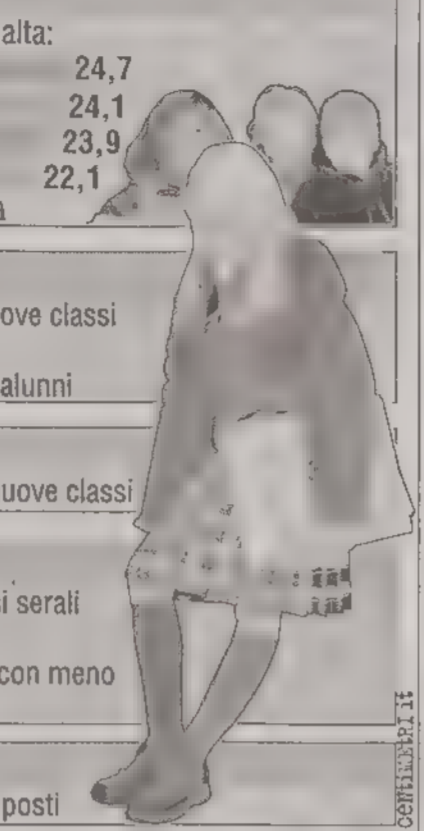 alta:
24,7
24,1
23,9
22,1
ove classi
alunni
uove classi
i serali
con meno
posti
centimetri.it